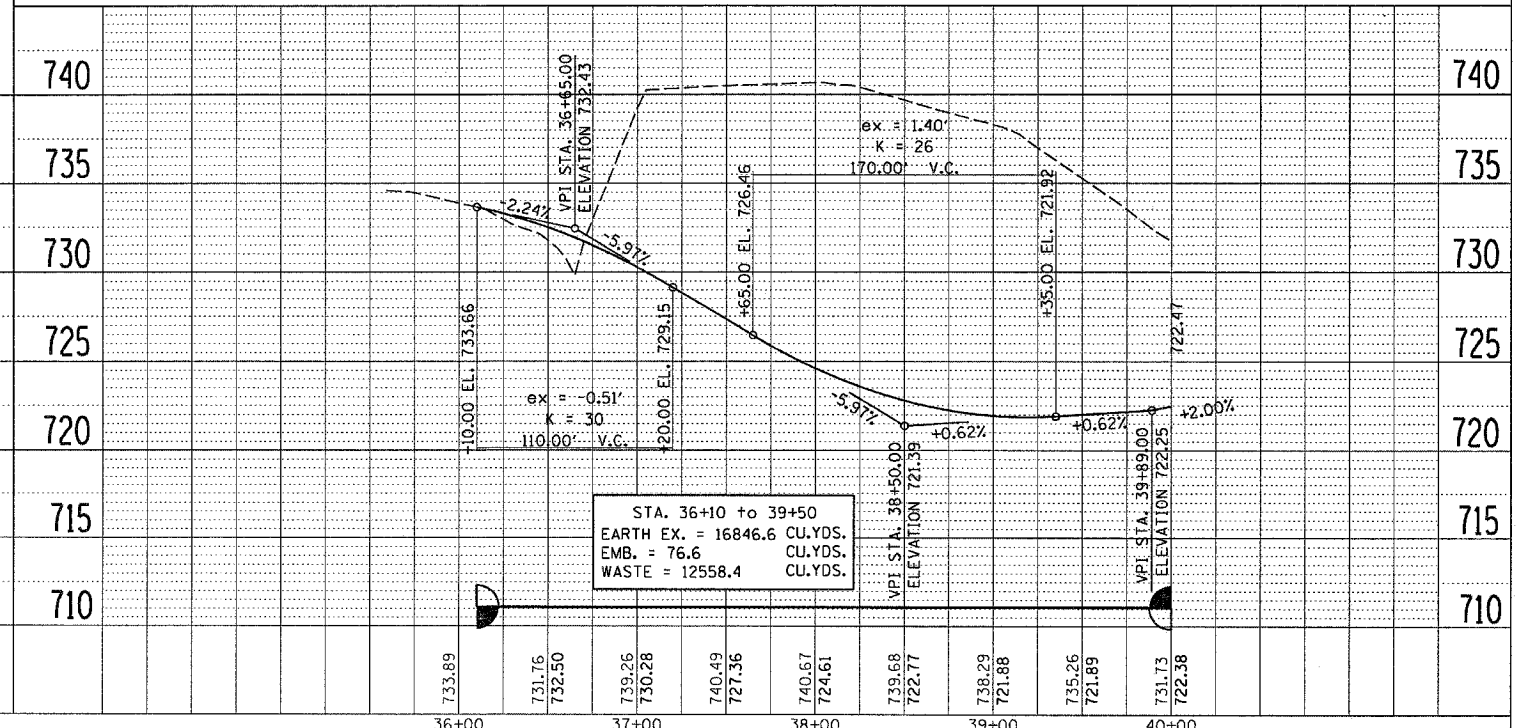 740
740
735
735
730
730
725
725
720
720
715
715
710
710
VPI STA. 36+65.00
ELEVATION 732.43
-2.24%
-5.97%
+10.00 EL. 733.66
+20.00 EL. 729.15
ex = -0.51'
K = 30
110.00' V.C.
+65.00 EL. 726.46
ex = 1.40'
K = 26
170.00' V.C.
+35.00 EL. 721.92
722.47
-5.97%
+0.62%
+0.62%
+2.00%
VPI STA. 38+50.00
ELEVATION 721.39
VPI STA. 39+89.00
ELEVATION 722.25
STA. 36+10 to 39+50
EARTH EX. = 16846.6 CU.YDS.
EMB. = 76.6 CU.YDS.
WASTE = 12558.4 CU.YDS.
733.89
731.76
732.50
739.26
730.28
740.49
727.36
740.67
724.61
739.68
722.77
738.29
721.88
735.26
721.89
731.73
722.38
36+00
37+00
38+00
39+00
40+00